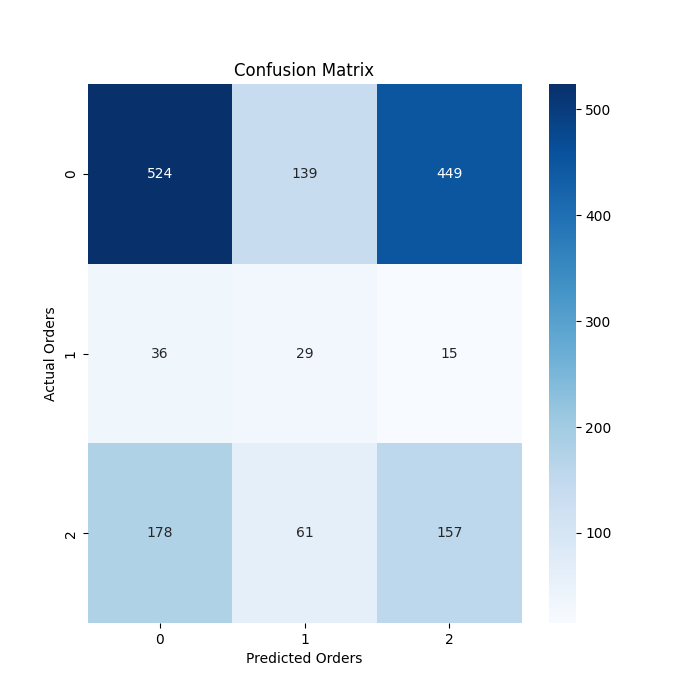 Confusion Matrix
0 524 139 449
1 36 29 15
2 178 61 157
0 1 2
Actual Orders
Predicted Orders
500
400
300
200
100